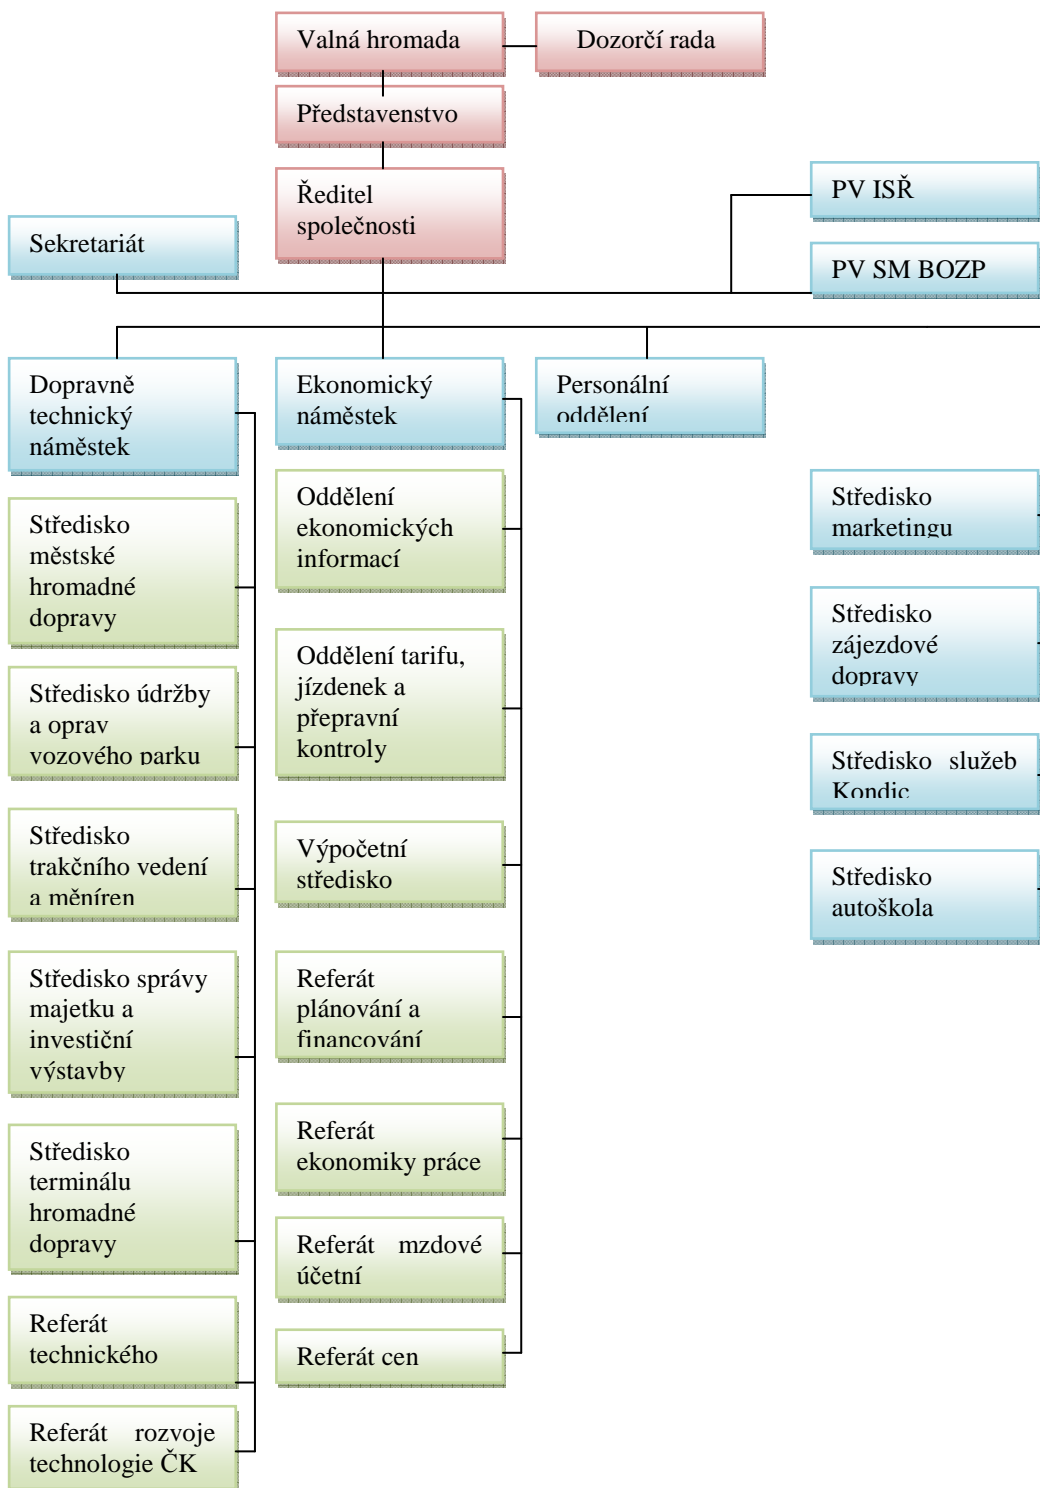 Valná hromada
Dozorčí rada
Představenstvo
Ředitel
společnosti
Sekretariát
PV ISŘ
PV SM BOZP
Dopravně
technický
náměstek
Ekonomický
náměstek
Personální
oddělení
Středisko
městské
hromadné
dopravy
Středisko údržby
a oprav
vozového parku
Středisko
trakčního vedení
a měníren
Středisko správy
majetku a
investiční
výstavby
Středisko
terminálu
hromadné
dopravy
Referát
technického
Referát rozvoje
technologie ČK
Oddělení
ekonomických
informací
Oddělení tarifu,
jízdenek a
přepravní
kontroly
Výpočetní
středisko
Referát
plánování a
financování
Referát
ekonomiky práce
Referát mzdové
účetní
Referát cen
Středisko
marketingu
Středisko
zájezdové
dopravy
Středisko služeb
Kondic
Středisko
autoškola